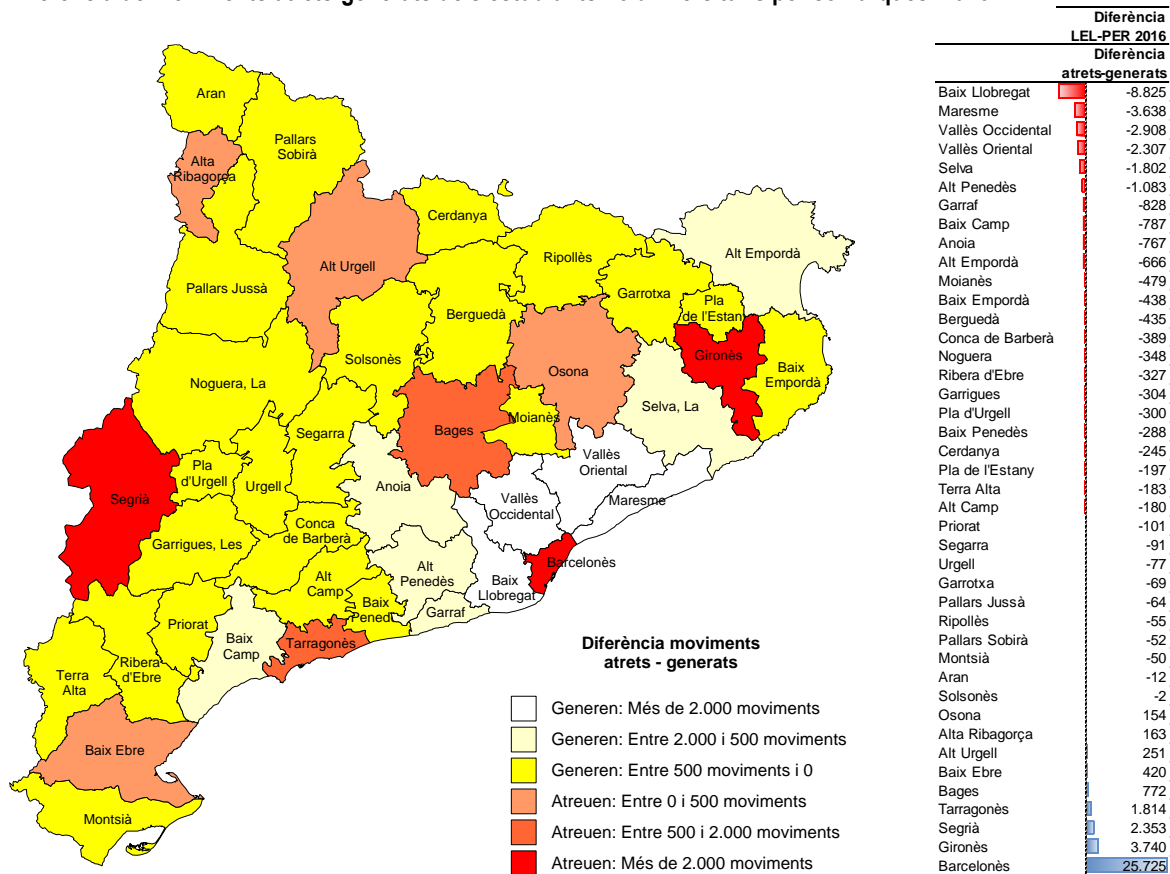 Diferència
LEL-PER 2016
Diferència
atrets-generats
Baix Llobregat -8.825
Maresme -3.638
Vallès Occidental -2.908
Vallès Oriental -2.307
Selva -1.802
Alt Penedès -1.083
Garraf -828
Baix Camp -787
Anoia -767
Alt Empordà -666
Moianès -479
Baix Empordà -438
Berguedà -435
Conca de Barberà -389
Noguera -348
Ribera d'Ebre -327
Garrigues -304
Pla d'Urgell -300
Baix Penedès -288
Cerdanya -245
Pla de l'Estany -197
Terra Alta -183
Alt Camp -180
Priorat -101
Segarra -91
Urgell -77
Garrotxa -69
Pallars Jussà -64
Ripollès -55
Pallars Sobirà -52
Montsià -50
Aran -12
Solsonès -2
Osona 154
Alta Ribagorça 163
Alt Urgell 251
Baix Ebre 420
Bages 772
Tarragonès 1.814
Segrià 2.353
Gironès 3.740
Barcelonès 25.725
Aran
Pallars
Sobirà
Alta
Ribagorça
Cerdanya
Alt Urgell
Ripollès
Alt Empordà
Pallars Jussà
Garrotxa
Pla
de l'Estany
Berguedà
Solsonès
Gironès
Baix
Empordà
Noguera, La
Osona
Selva, La
Moianès
Bages
Segarra
Vallès
Oriental
Pla
d'Urgell
Urgell
Anoia
Segrià
Vallès
Occidental
Maresme
Conca
de Barberà
Garrigues, Les
Barcelonès
Alt
Penedès
Baix
Llobregat
Alt
Camp
Baix
Pened
Garraf
Priorat
Baix
Camp
Tarragonès
Ribera
d'Ebre
Terra
Alta
Baix Ebre
Montsià
Diferència moviments
atrets - generats
Generen: Més de 2.000 moviments
Generen: Entre 2.000 i 500 moviments
Generen: Entre 500 moviments i 0
Atreuen: Entre 0 i 500 moviments
Atreuen: Entre 500 i 2.000 moviments
Atreuen: Més de 2.000 moviments